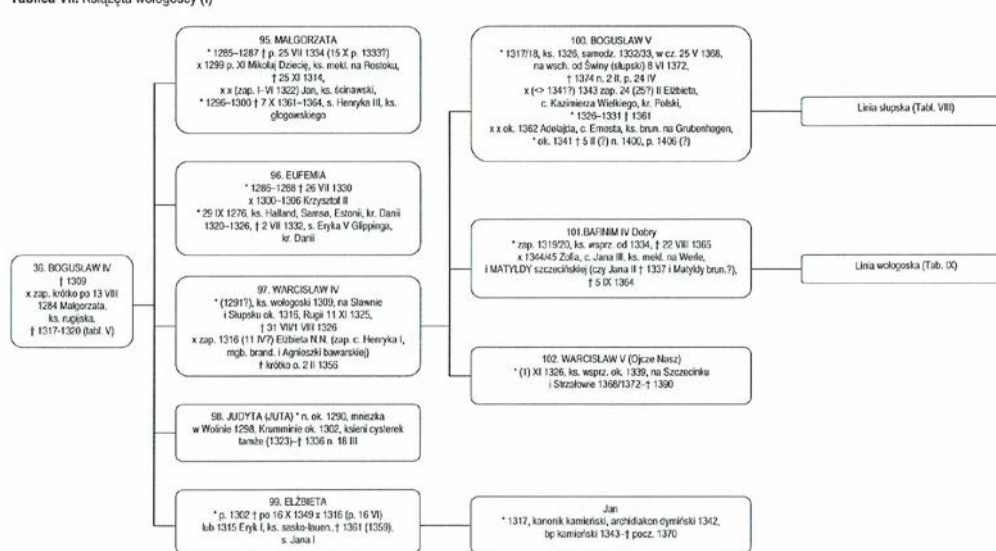 Tablica VII. Książęta wołogoscy (I)
36. BOGUSŁAW IV
† 1309
x zap. krótko po 13 VIII
1284 Małgorzata,
ks. rugijska,
† 1317-1320 (tabl. V)
95. MAŁGORZATA
* 1285–1287 † p. 25 VII 1334 (15 X p. 1333?)
x 1299 p. XI Mikołaj Dziecię, ks. mekl. na Rostoku,
† 25 XI 1314,
x x (zap. I–VI 1322) Jan, ks. ścinawski,
* 1296–1300 † 7 X 1361–1364, s. Henryka III, ks.
głogowskiego
96. EUFEMIA
* 1285–1288 † 26 VII 1330
x 1300–1306 Krzysztof II
* 29 IX 1276, ks. Halland, Samsø, Estonii, kr. Danii
1320–1326, † 2 VII 1332, s. Eryka V Glippinga,
kr. Danii
97. WARCISŁAW IV
* (1291?), ks. wołogoski 1309, na Sławnie
i Słupsku ok. 1316, Rugii 11 XI 1325,
† 31 VII/1 VIII 1326
x zap. 1316 (11 IV?) Elżbieta N.N. (zap. c. Henryka I,
mgb. brand. i Agnieszki bawarskiej)
† krótko o. 2 II 1356
98. JUDYTA (JUTA) * n. ok. 1290, mniszka
w Wolinie 1298, Krumminie ok. 1302, ksieni cysterek
tamże (1323)–† 1336 n. 18 III
99. ELŻBIETA
* p. 1302 † po 16 X 1349 x 1316 (p. 16 VI)
lub 1315 Eryk I, ks. sasko-lauen., † 1361 (1359),
s. Jana I
100. BOGUSŁAW V
* 1317/18, ks. 1326, samodz. 1332/33, w cz. 25 V 1368,
na wsch. od Świny (słupski) 8 VI 1372,
† 1374 n. 2 II, p. 24 IV
x (<> 1341?) 1343 zap. 24 (25?) II Elżbieta,
c. Kazimierza Wielkiego, kr. Polski,
* 1326–1331 † 1361
x x ok. 1362 Adelajda, c. Ernesta, ks. brun. na Grubenhagen,
* ok. 1341 † 5 II (?) n. 1400, p. 1406 (?)
101.BARNIM IV Dobry
* zap. 1319/20, ks. wsprz. od 1334, † 22 VIII 1365
x 1344/45 Zofia, c. Jana III, ks. mekl. na Werle,
i MATYLDY szczecińskiej (czy Jana II † 1337 i Matyldy brun.?),
† 5 IX 1364
102. WARCISŁAW V (Ojcze Nasz)
* (1) XI 1326, ks. wsprz. ok. 1339, na Szczecinku
i Strzałowie 1368/1372–† 1390
Jan
* 1317, kanonik kamieński, archidiakon dymiński 1342,
bp kamieński 1343–† pocz. 1370
Linia słupska (Tabl. VIII)
Linia wołogoska (Tab. IX)